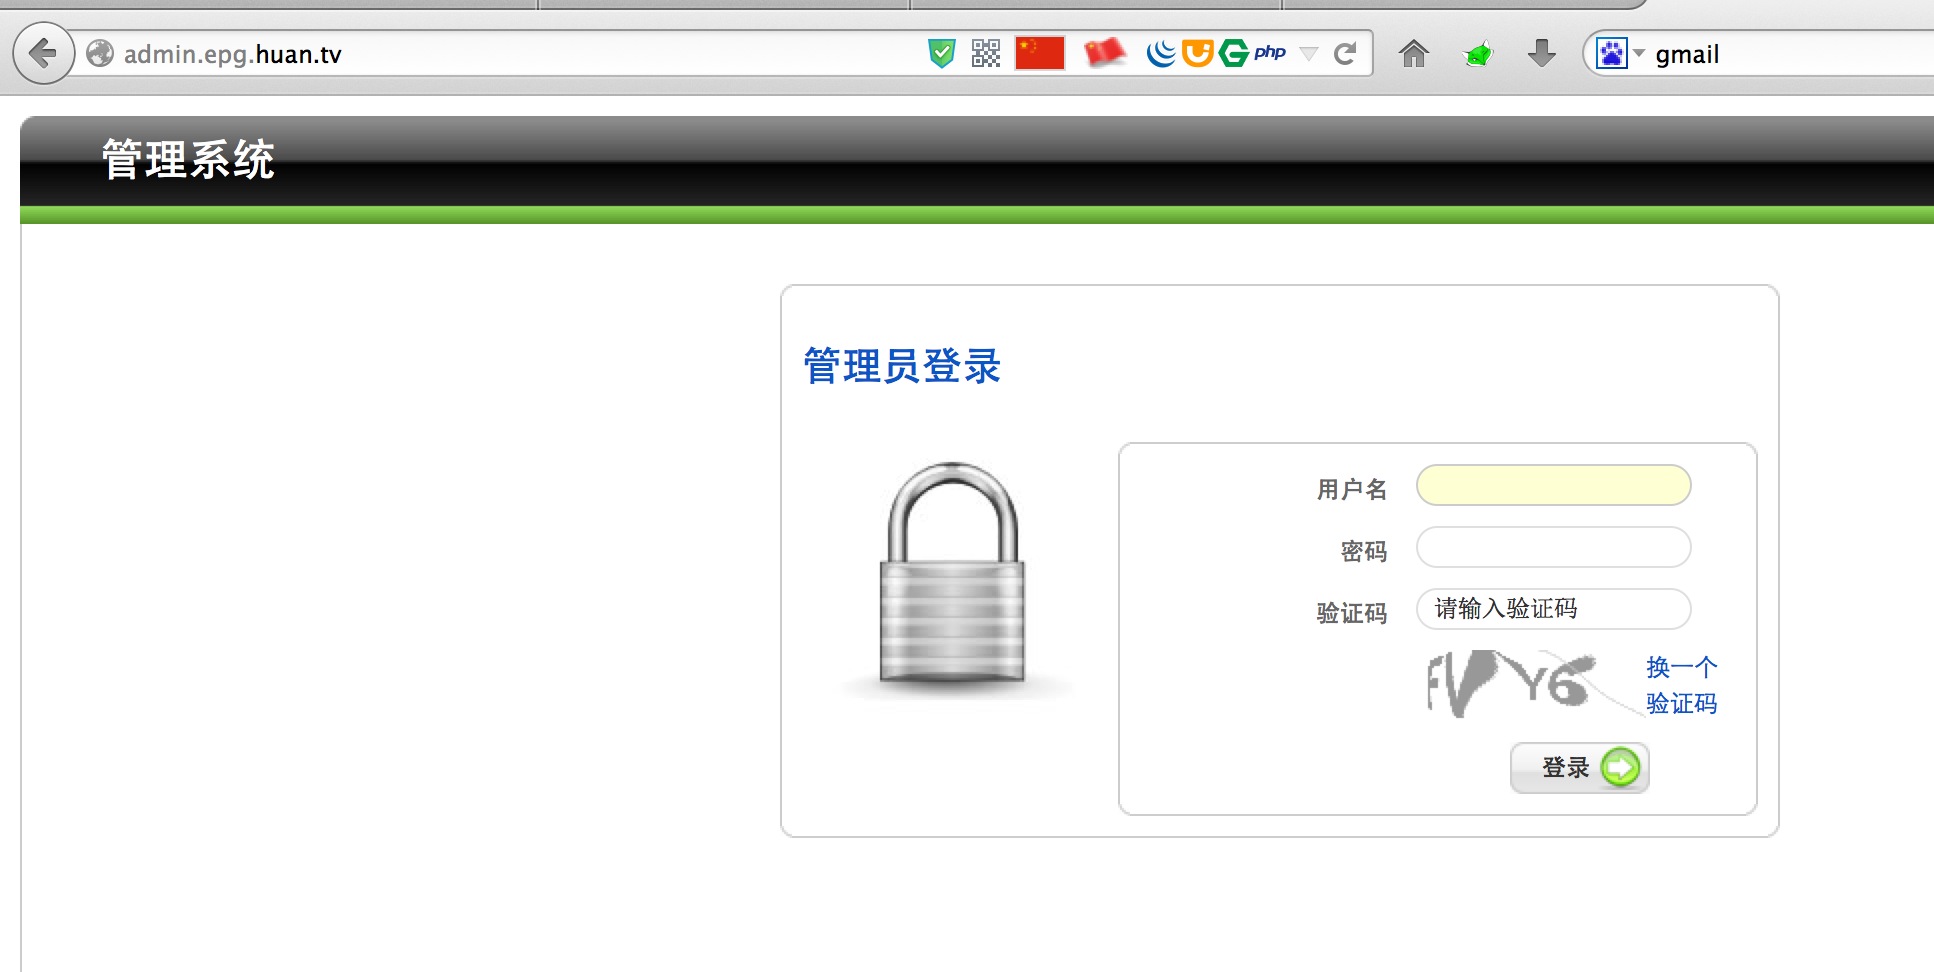 admin.epg.huan.tv
php
gmail
管理系统
管理员登录
用户名
密码
验证码
请输入验证码
FVY6
换一个
验证码
登录